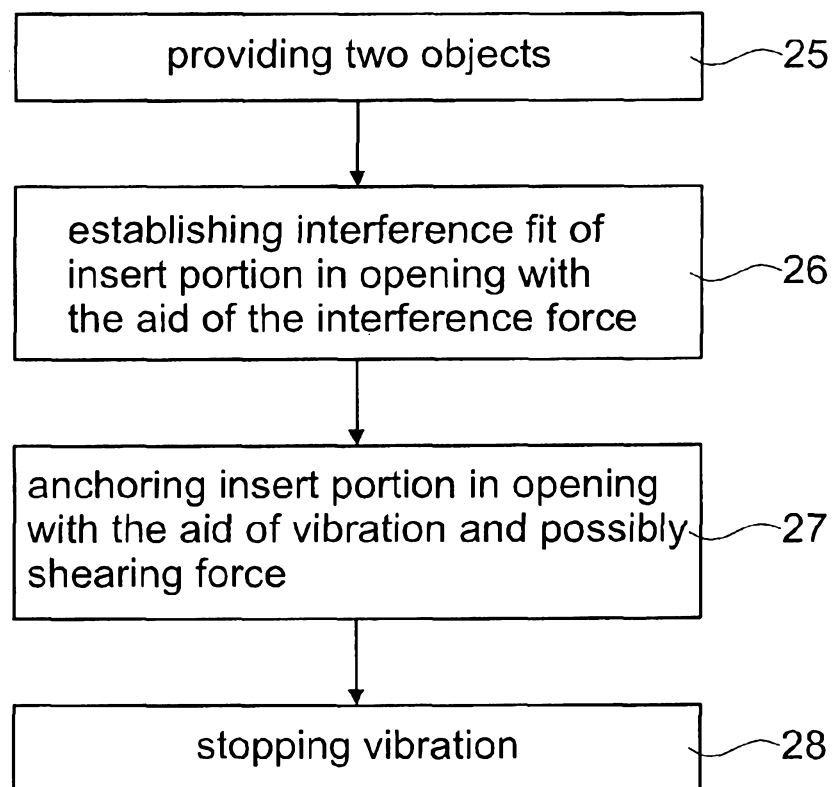 providing two objects
25
establishing interference fit of
insert portion in opening with
the aid of the interference force
26
anchoring insert portion in opening
with the aid of vibration and possibly
shearing force
27
stopping vibration
28